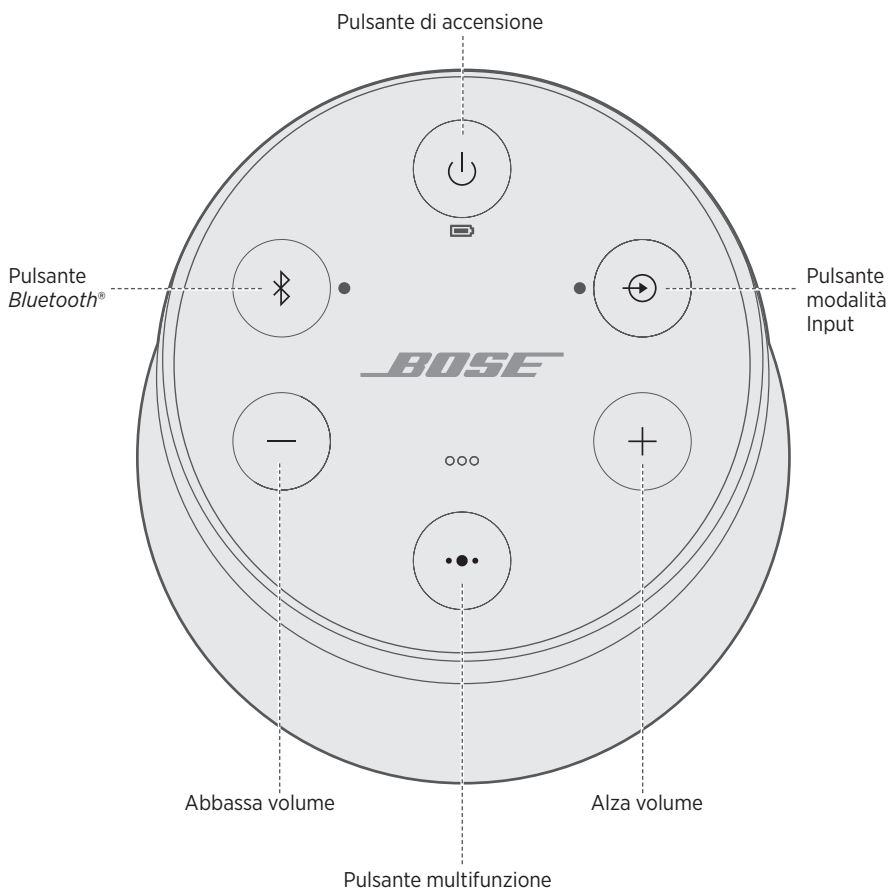 Pulsante di accensione
Pulsante
Bluetooth®
Pulsante
modalità
Input
BOSE
Abbassa volume
Alza volume
Pulsante multifunzione